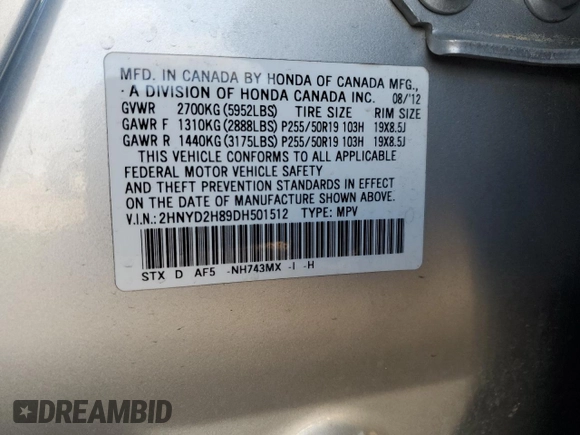 MFD. IN CANADA BY HONDA OF CANADA MFG.,
A DIVISION OF HONDA CANADA INC. 08/'12
GVWR 2700KG(5952LBS) TIRE SIZE RIM SIZE
GAWR F 1310KG(2888LBS) P255/50R19 103H 19X8.5J
GAWR R 1440KG(3175LBS) P255/50R19 103H 19X8.5J
THIS VEHICLE CONFORMS TO ALL APPLICABLE
FEDERAL MOTOR VEHICLE SAFETY
AND THEFT PREVENTION STANDARDS IN EFFECT
ON THE DATE OF MANUFACTURE SHOWN ABOVE.
V.I.N.: 2HNYD2H89DH501512 TYPE: MPV
STX D AF5 -NH743MX -I -H
DREAMBID